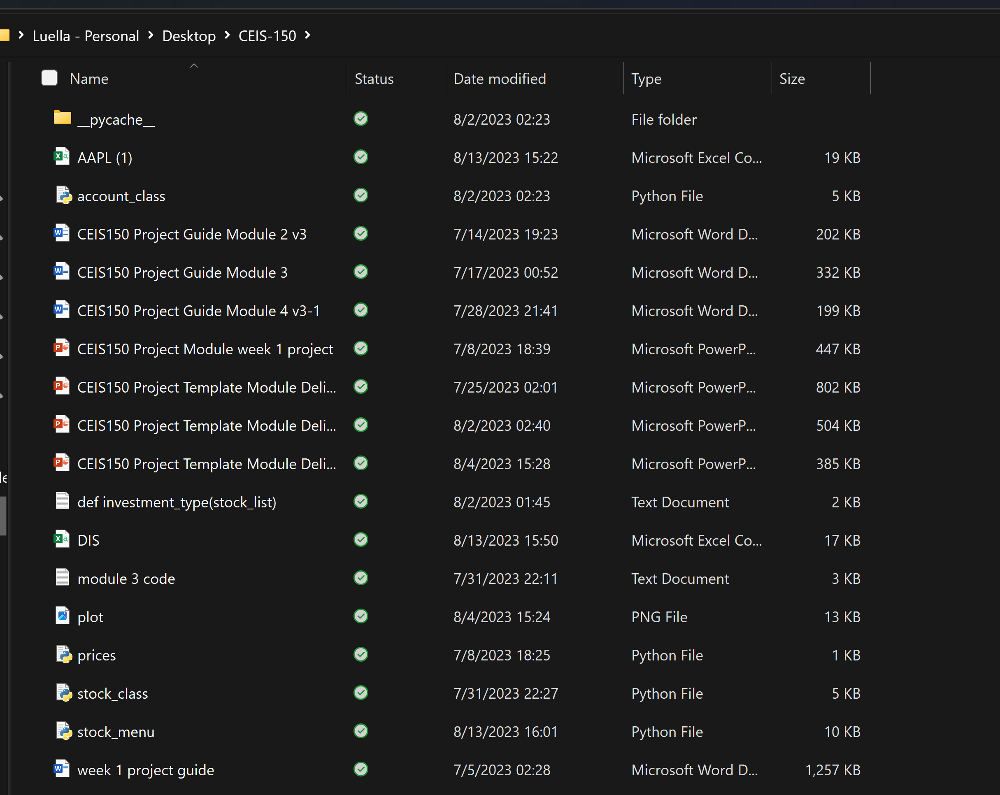 Luella - Personal > Desktop > CEIS-150 >
Name Status Date modified Type Size
__pycache__ 8/2/2023 02:23 File folder
AAPL (1) 8/13/2023 15:22 Microsoft Excel Co... 19 KB
account_class 8/2/2023 02:23 Python File 5 KB
CEIS150 Project Guide Module 2 v3 7/14/2023 19:23 Microsoft Word D... 202 KB
CEIS150 Project Guide Module 3 7/17/2023 00:52 Microsoft Word D... 332 KB
CEIS150 Project Guide Module 4 v3-1 7/28/2023 21:41 Microsoft Word D... 199 KB
CEIS150 Project Module week 1 project 7/8/2023 18:39 Microsoft PowerP... 447 KB
CEIS150 Project Template Module Deli... 7/25/2023 02:01 Microsoft PowerP... 802 KB
CEIS150 Project Template Module Deli... 8/2/2023 02:40 Microsoft PowerP... 504 KB
CEIS150 Project Template Module Deli... 8/4/2023 15:28 Microsoft PowerP... 385 KB
def investment_type(stock_list) 8/2/2023 01:45 Text Document 2 KB
DIS 8/13/2023 15:50 Microsoft Excel Co... 17 KB
module 3 code 7/31/2023 22:11 Text Document 3 KB
plot 8/4/2023 15:24 PNG File 13 KB
prices 7/8/2023 18:25 Python File 1 KB
stock_class 7/31/2023 22:27 Python File 5 KB
stock_menu 8/13/2023 16:01 Python File 10 KB
week 1 project guide 7/5/2023 02:28 Microsoft Word D... 1,257 KB